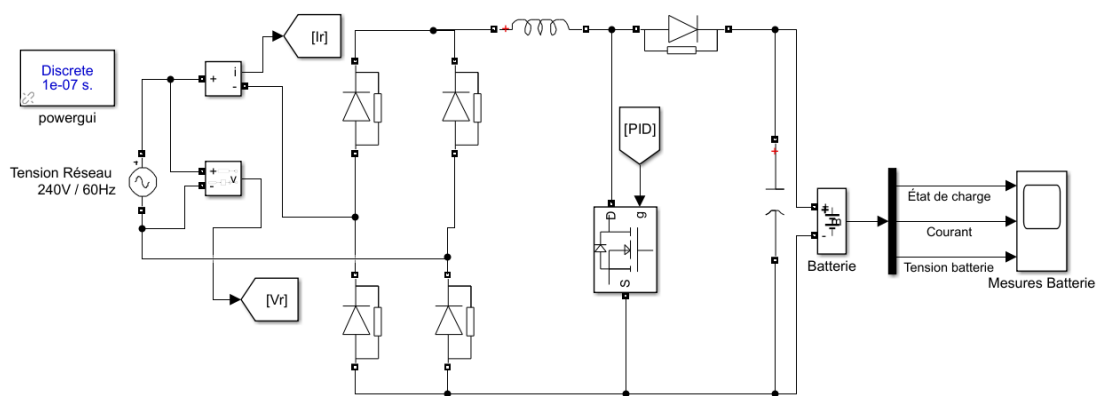 [Ir]
Discrete
1e-07 s.
powergui
+
i
-
Tension Réseau
240V / 60Hz
+
+
v
-
[Vr]
+
[PID]
D
g
S
+
+
-
Batterie
État de charge
Courant
Tension batterie
Mesures Batterie